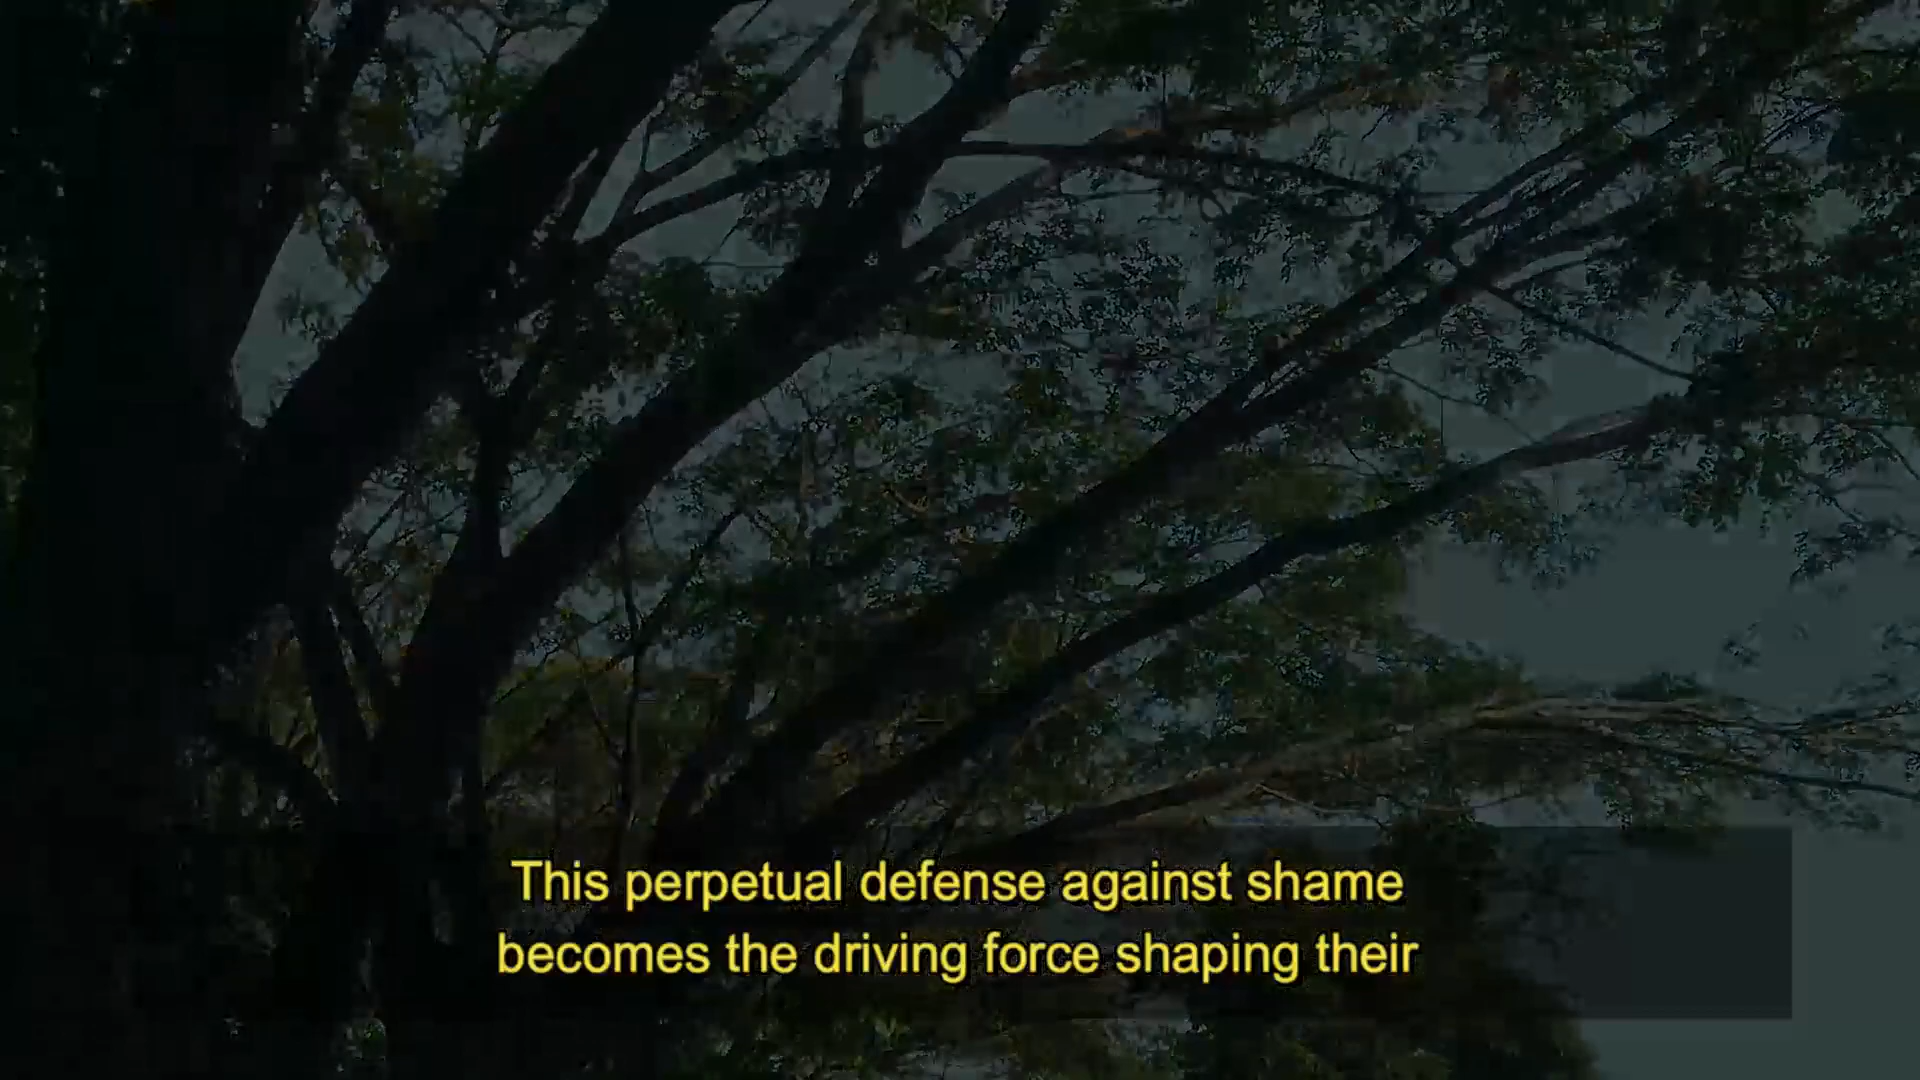 This perpetual defense against shame
becomes the driving force shaping their